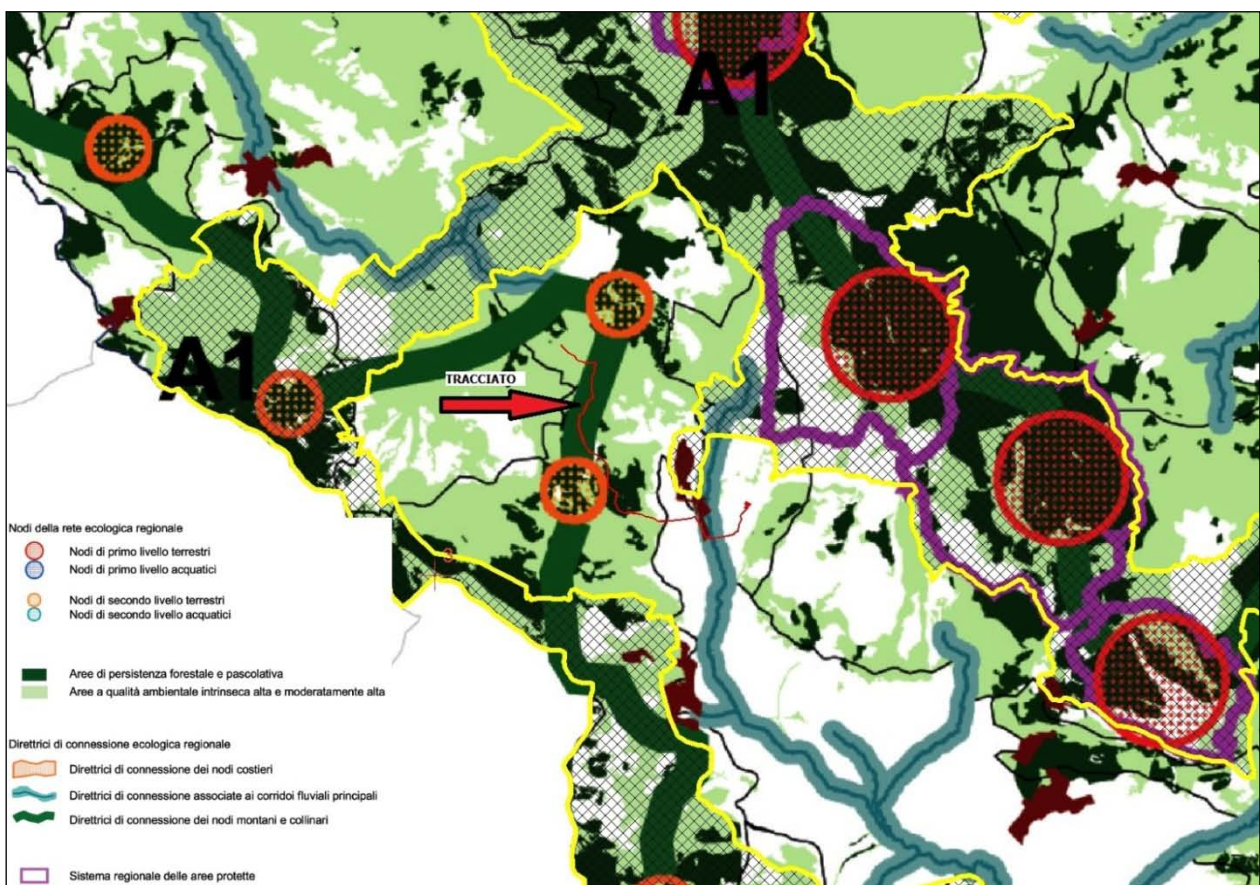 A1
A1
TRACCIATO
3
Nodi della rete ecologica regionale
Nodi di primo livello terrestri
Nodi di primo livello acquatici
Nodi di secondo livello terrestri
Nodi di secondo livello acquatici
Aree di persistenza forestale e pascolativa
Aree a qualità ambientale intrinseca alta e moderatamente alta
Direttrici di connessione ecologica regionale
Direttrici di connessione dei nodi costieri
Direttrici di connessione associate ai corridoi fluviali principali
Direttrici di connessione dei nodi montani e collinari
Sistema regionale delle aree protette